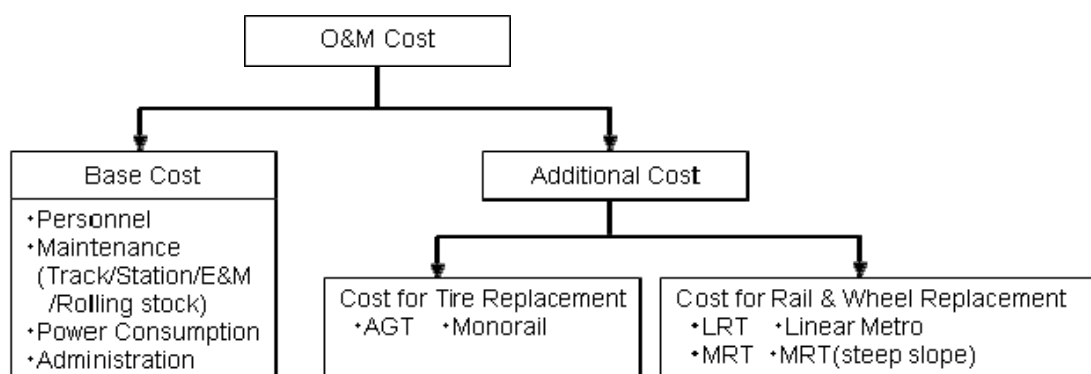 O&M Cost
Base Cost
・Personnel
・Maintenance
(Track/Station/E&M
/Rolling stock)
・Power Consumption
・Administration
Additional Cost
Cost for Tire Replacement
・AGT ・Monorail
Cost for Rail & Wheel Replacement
・LRT ・Linear Metro
・MRT ・MRT(steep slope)